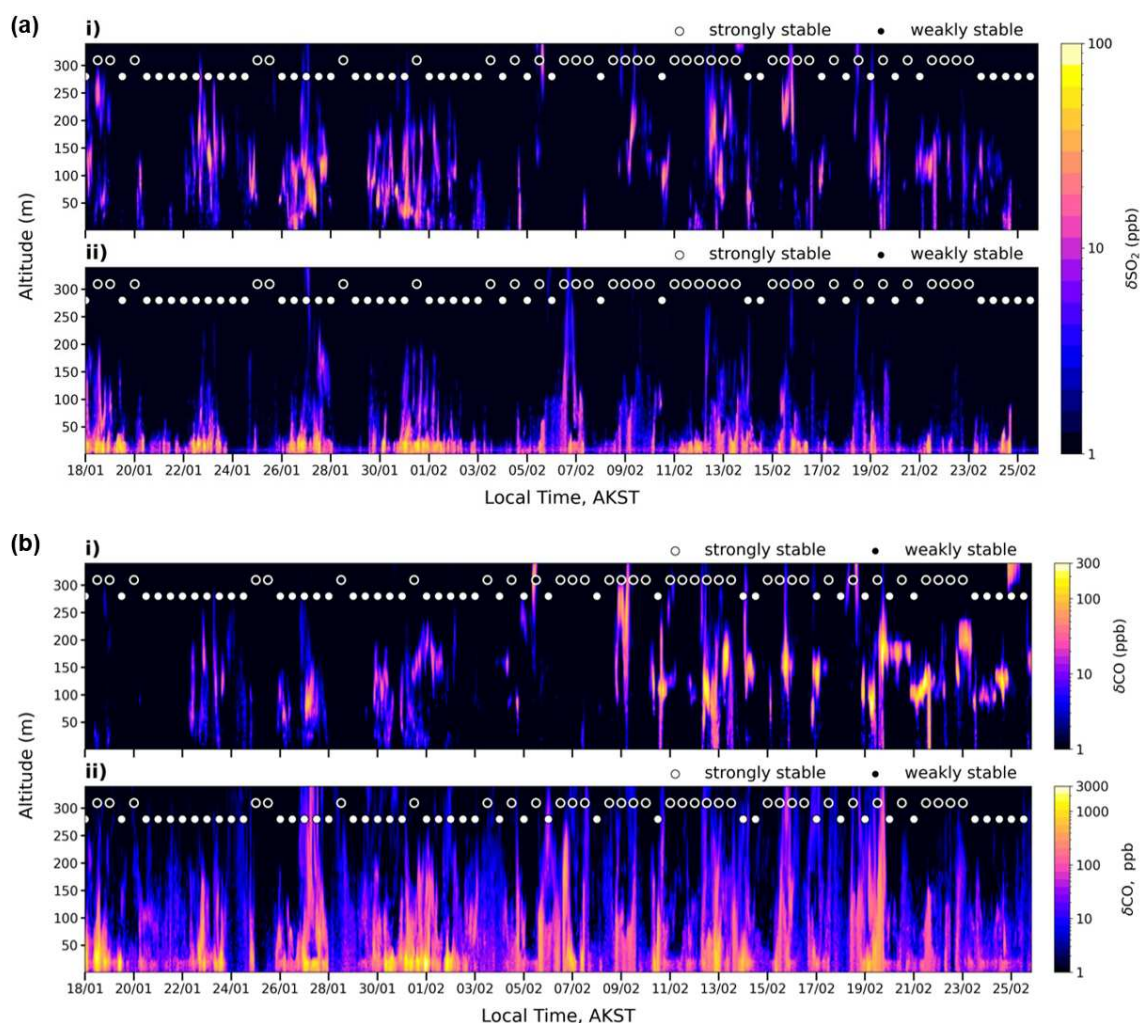 (a)
i)
○ strongly stable ● weakly stable
300
250
200
150
100
50
ii)
○ strongly stable ● weakly stable
300
250
200
150
100
50
18/01 20/01 22/01 24/01 26/01 28/01 30/01 01/02 03/02 05/02 07/02 09/02 11/02 13/02 15/02 17/02 19/02 21/02 23/02 25/02
Local Time, AKST
Altitude (m)
100
10
1
δSO₂ (ppb)
(b)
i)
○ strongly stable ● weakly stable
300
250
200
150
100
50
300
100
10
1
δCO (ppb)
ii)
○ strongly stable ● weakly stable
300
250
200
150
100
50
18/01 20/01 22/01 24/01 26/01 28/01 30/01 01/02 03/02 05/02 07/02 09/02 11/02 13/02 15/02 17/02 19/02 21/02 23/02 25/02
Local Time, AKST
Altitude (m)
3000
1000
100
10
1
δCO, ppb